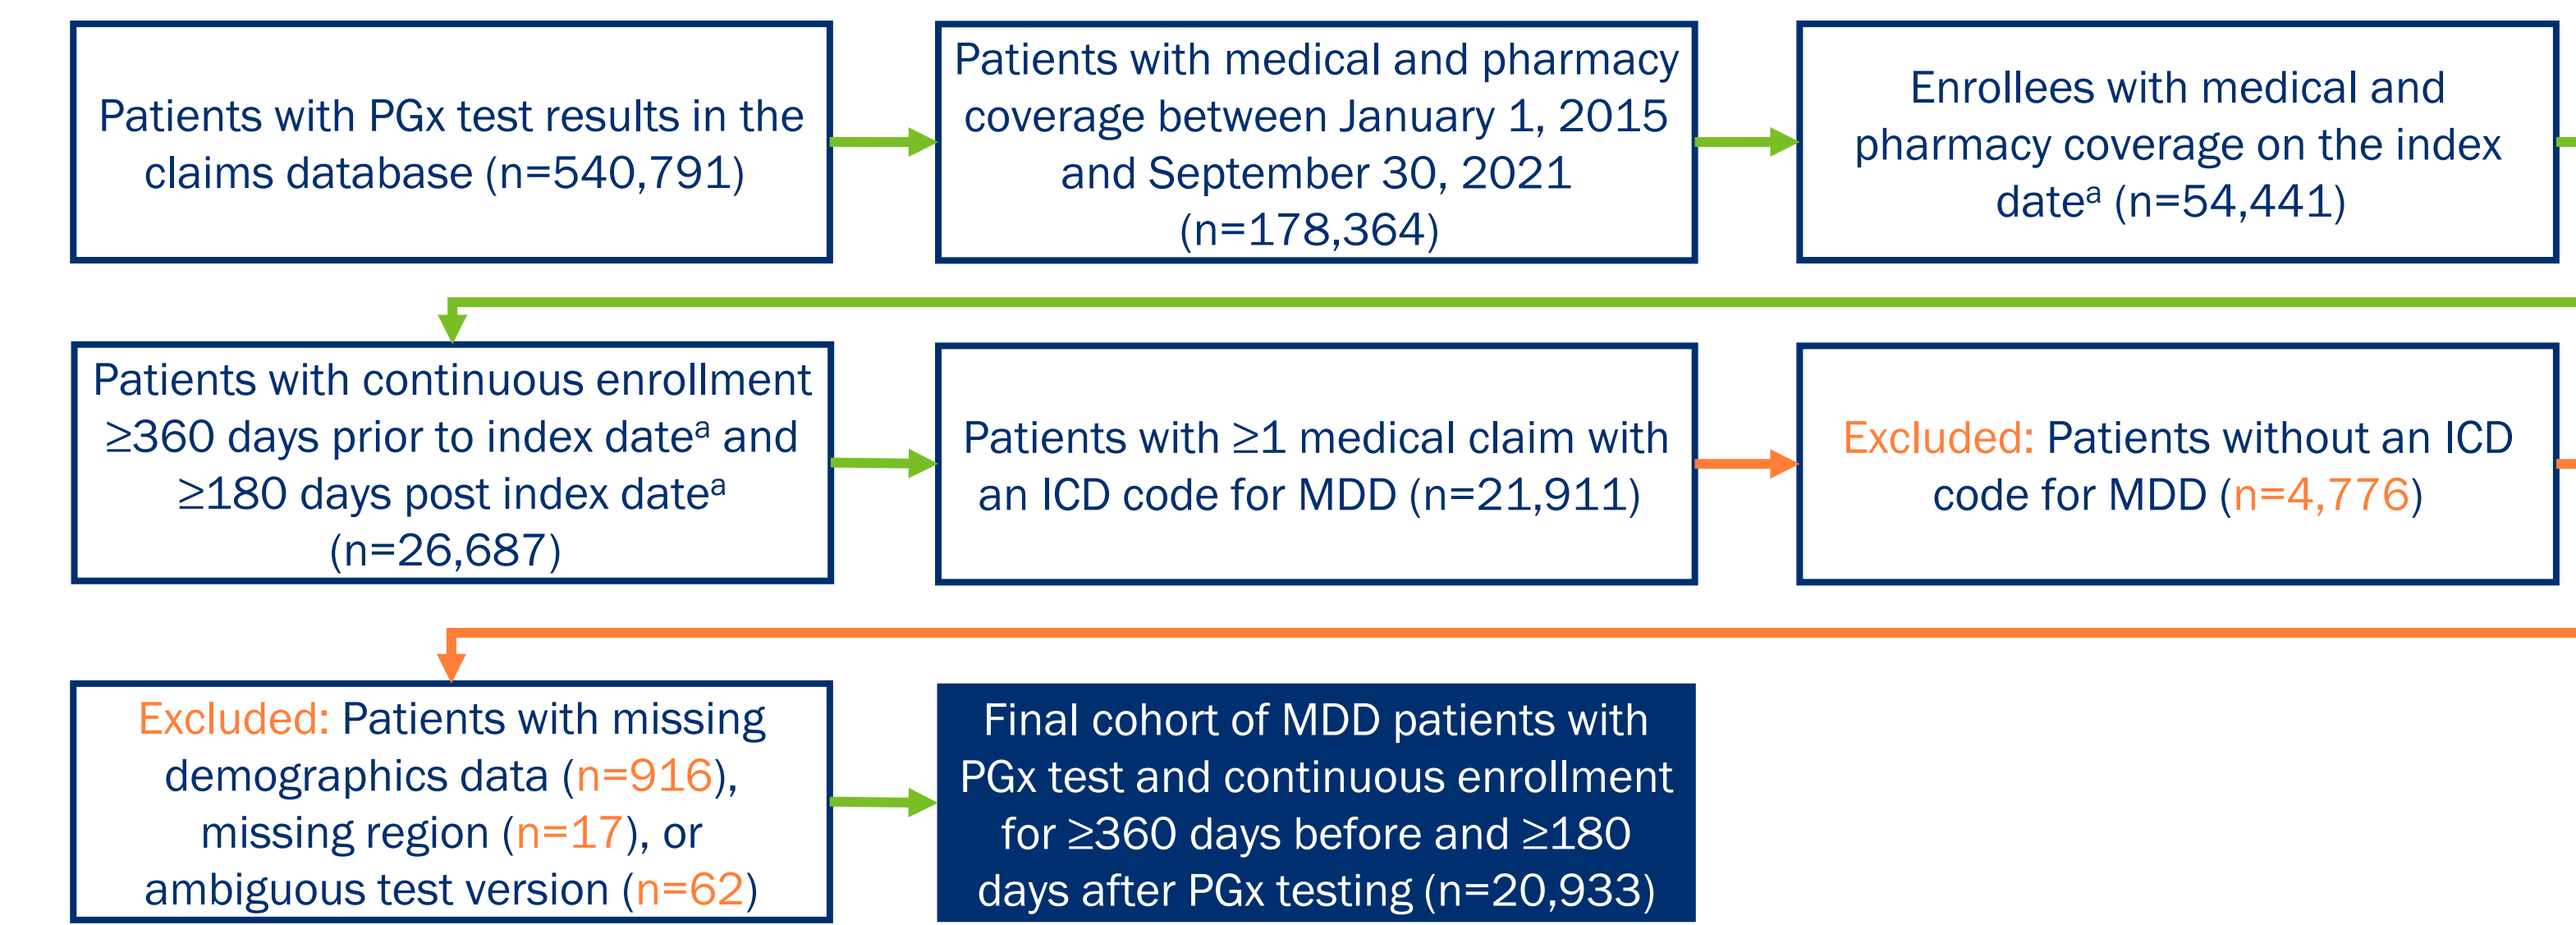 Patients with PGx test results in the
claims database (n=540,791)
Patients with medical and pharmacy
coverage between January 1, 2015
and September 30, 2021
(n=178,364)
Enrollees with medical and
pharmacy coverage on the index
dateᵃ (n=54,441)
Patients with continuous enrollment
≥360 days prior to index dateᵃ and
≥180 days post index dateᵃ
(n=26,687)
Patients with ≥1 medical claim with
an ICD code for MDD (n=21,911)
Excluded: Patients without an ICD
code for MDD (n=4,776)
Excluded: Patients with missing
demographics data (n=916),
missing region (n=17), or
ambiguous test version (n=62)
Final cohort of MDD patients with
PGx test and continuous enrollment
for ≥360 days before and ≥180
days after PGx testing (n=20,933)